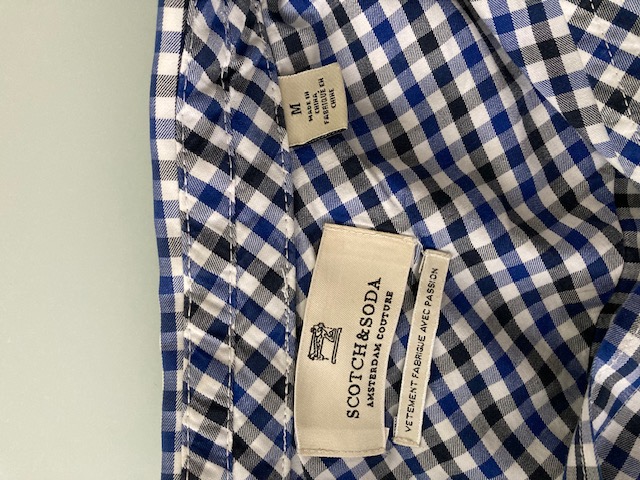 M
MADE IN
CHINA
FABRIQUÉ EN
CHINE
SCOTCH&SODA
AMSTERDAM COUTURE
VETEMENT FABRIQUE AVEC PASSION